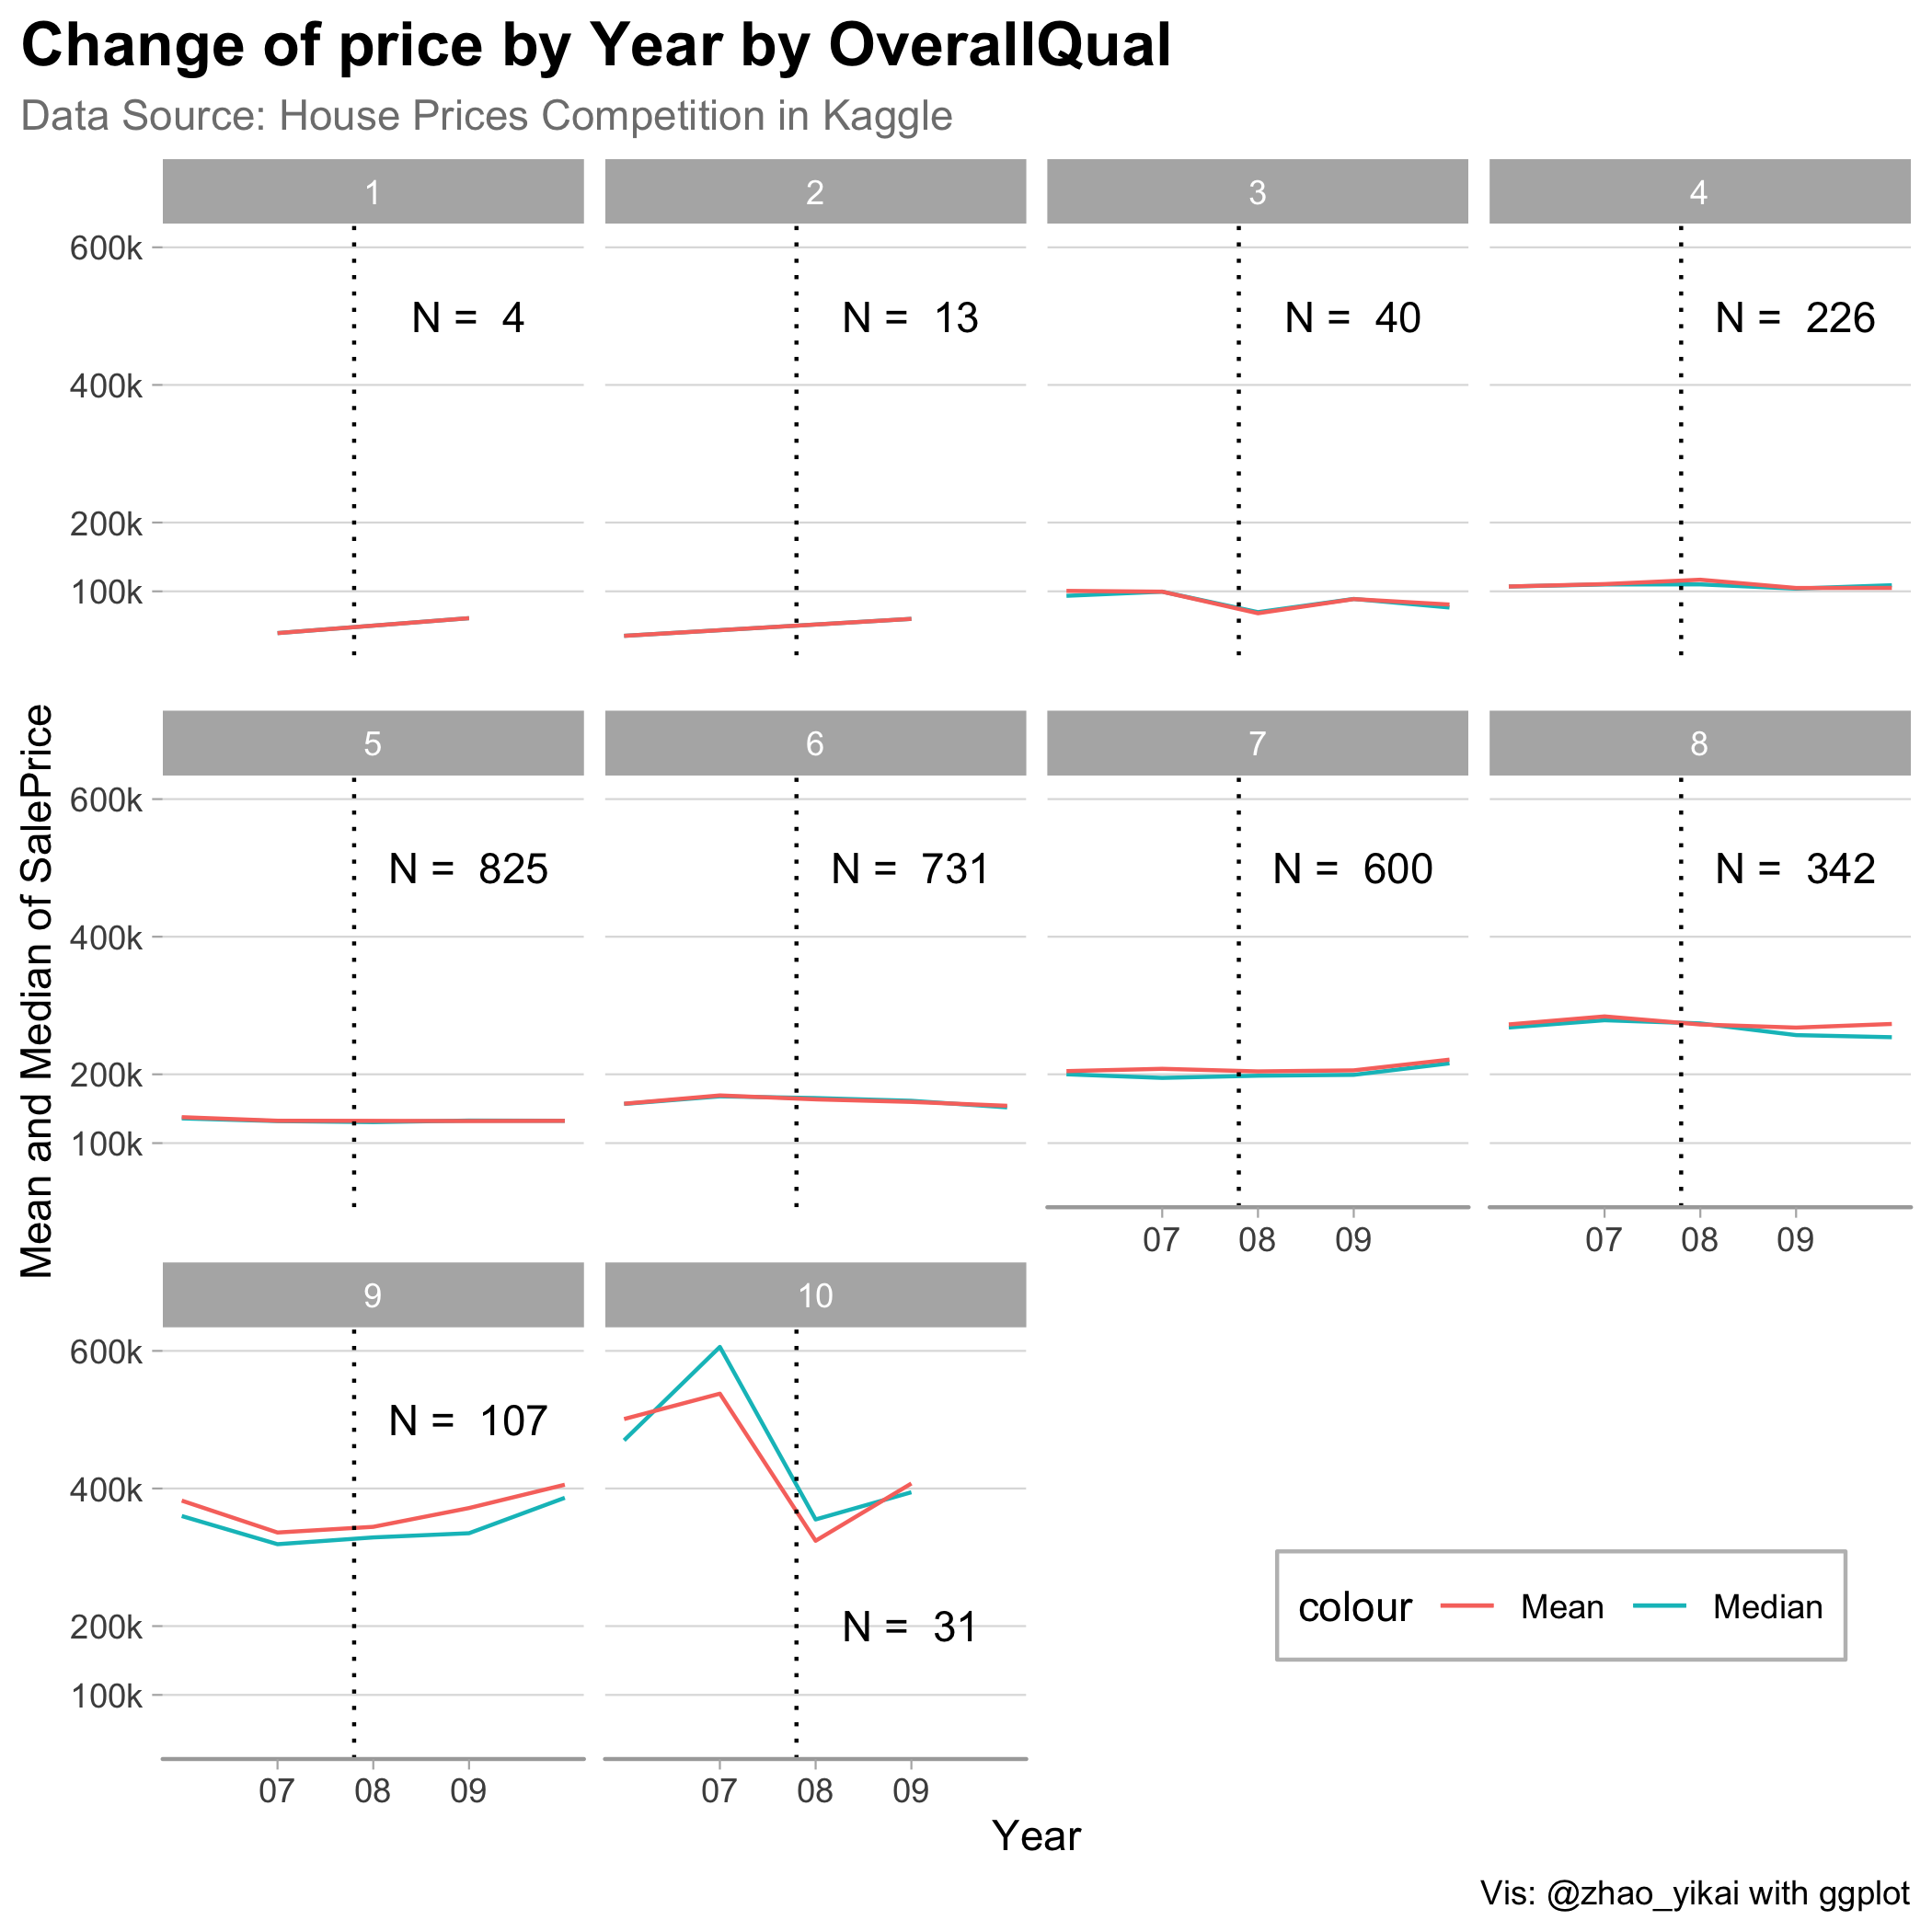 Change of price by Year by OverallQual
Data Source: House Prices Competition in Kaggle
1
2
3
4
600k
400k
200k
100k
N =  4
N =  13
N =  40
N =  226
Mean and Median of SalePrice
5
6
7
8
600k
400k
200k
100k
N =  825
N =  731
N =  600
N =  342
07 08 09
07 08 09
9
10
600k
400k
200k
100k
N =  107
N =  31
colour Mean Median
07 08 09
07 08 09
Year
Vis: @zhao_yikai with ggplot